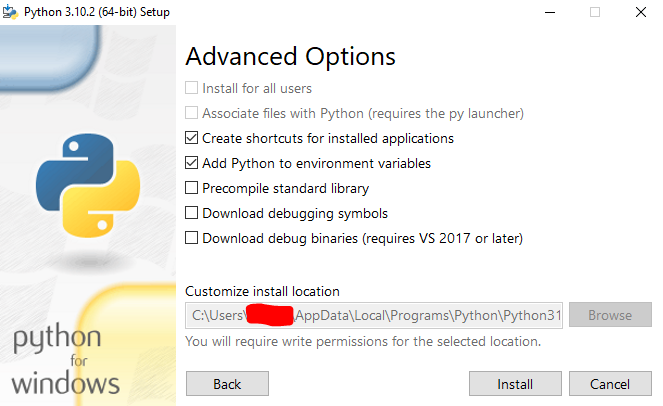 Python 3.10.2 (64-bit) Setup
Advanced Options
Install for all users
Associate files with Python (requires the py launcher)
Create shortcuts for installed applications
Add Python to environment variables
Precompile standard library
Download debugging symbols
Download debug binaries (requires VS 2017 or later)
Customize install location
C:\Users\ \AppData\Local\Programs\Python\Python31
Browse
You will require write permissions for the selected location.
python
for
windows
Back
Install
Cancel